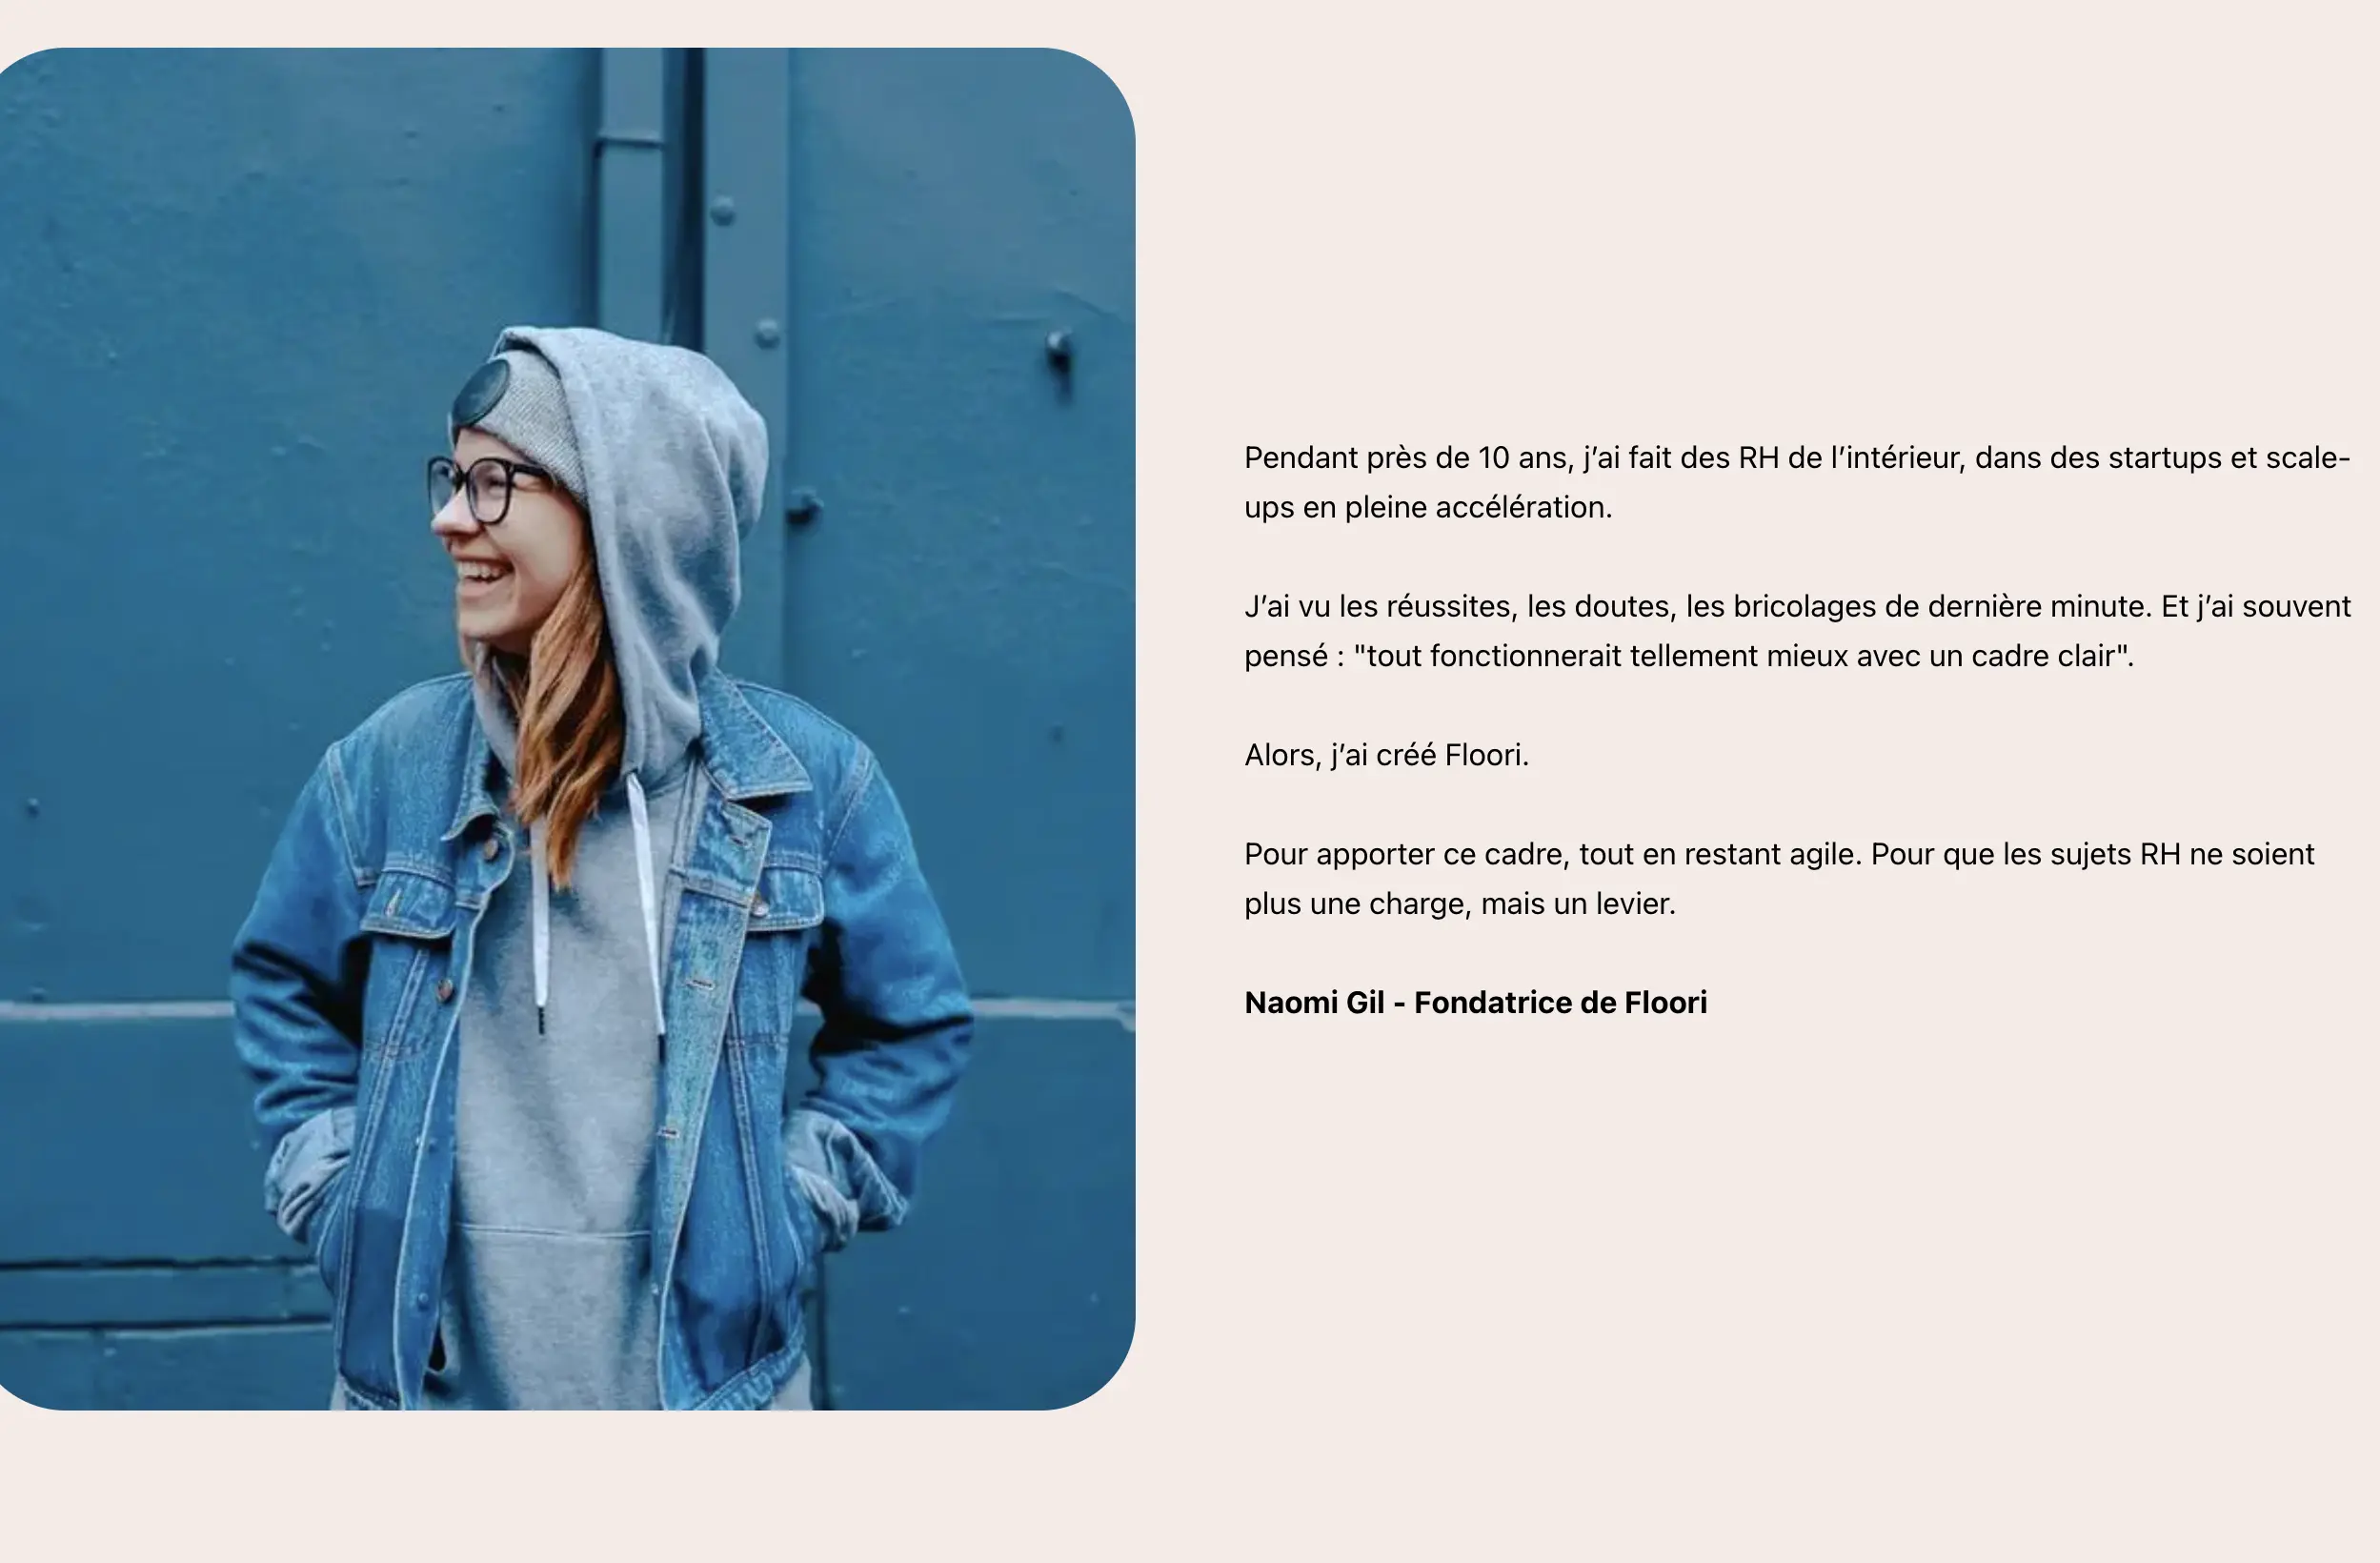 Pendant près de 10 ans, j’ai fait des RH de l’intérieur, dans des startups et scale-
ups en pleine accélération.
J’ai vu les réussites, les doutes, les bricolages de dernière minute. Et j’ai souvent
pensé : "tout fonctionnerait tellement mieux avec un cadre clair".
Alors, j’ai créé Floori.
Pour apporter ce cadre, tout en restant agile. Pour que les sujets RH ne soient
plus une charge, mais un levier.
Naomi Gil - Fondatrice de Floori